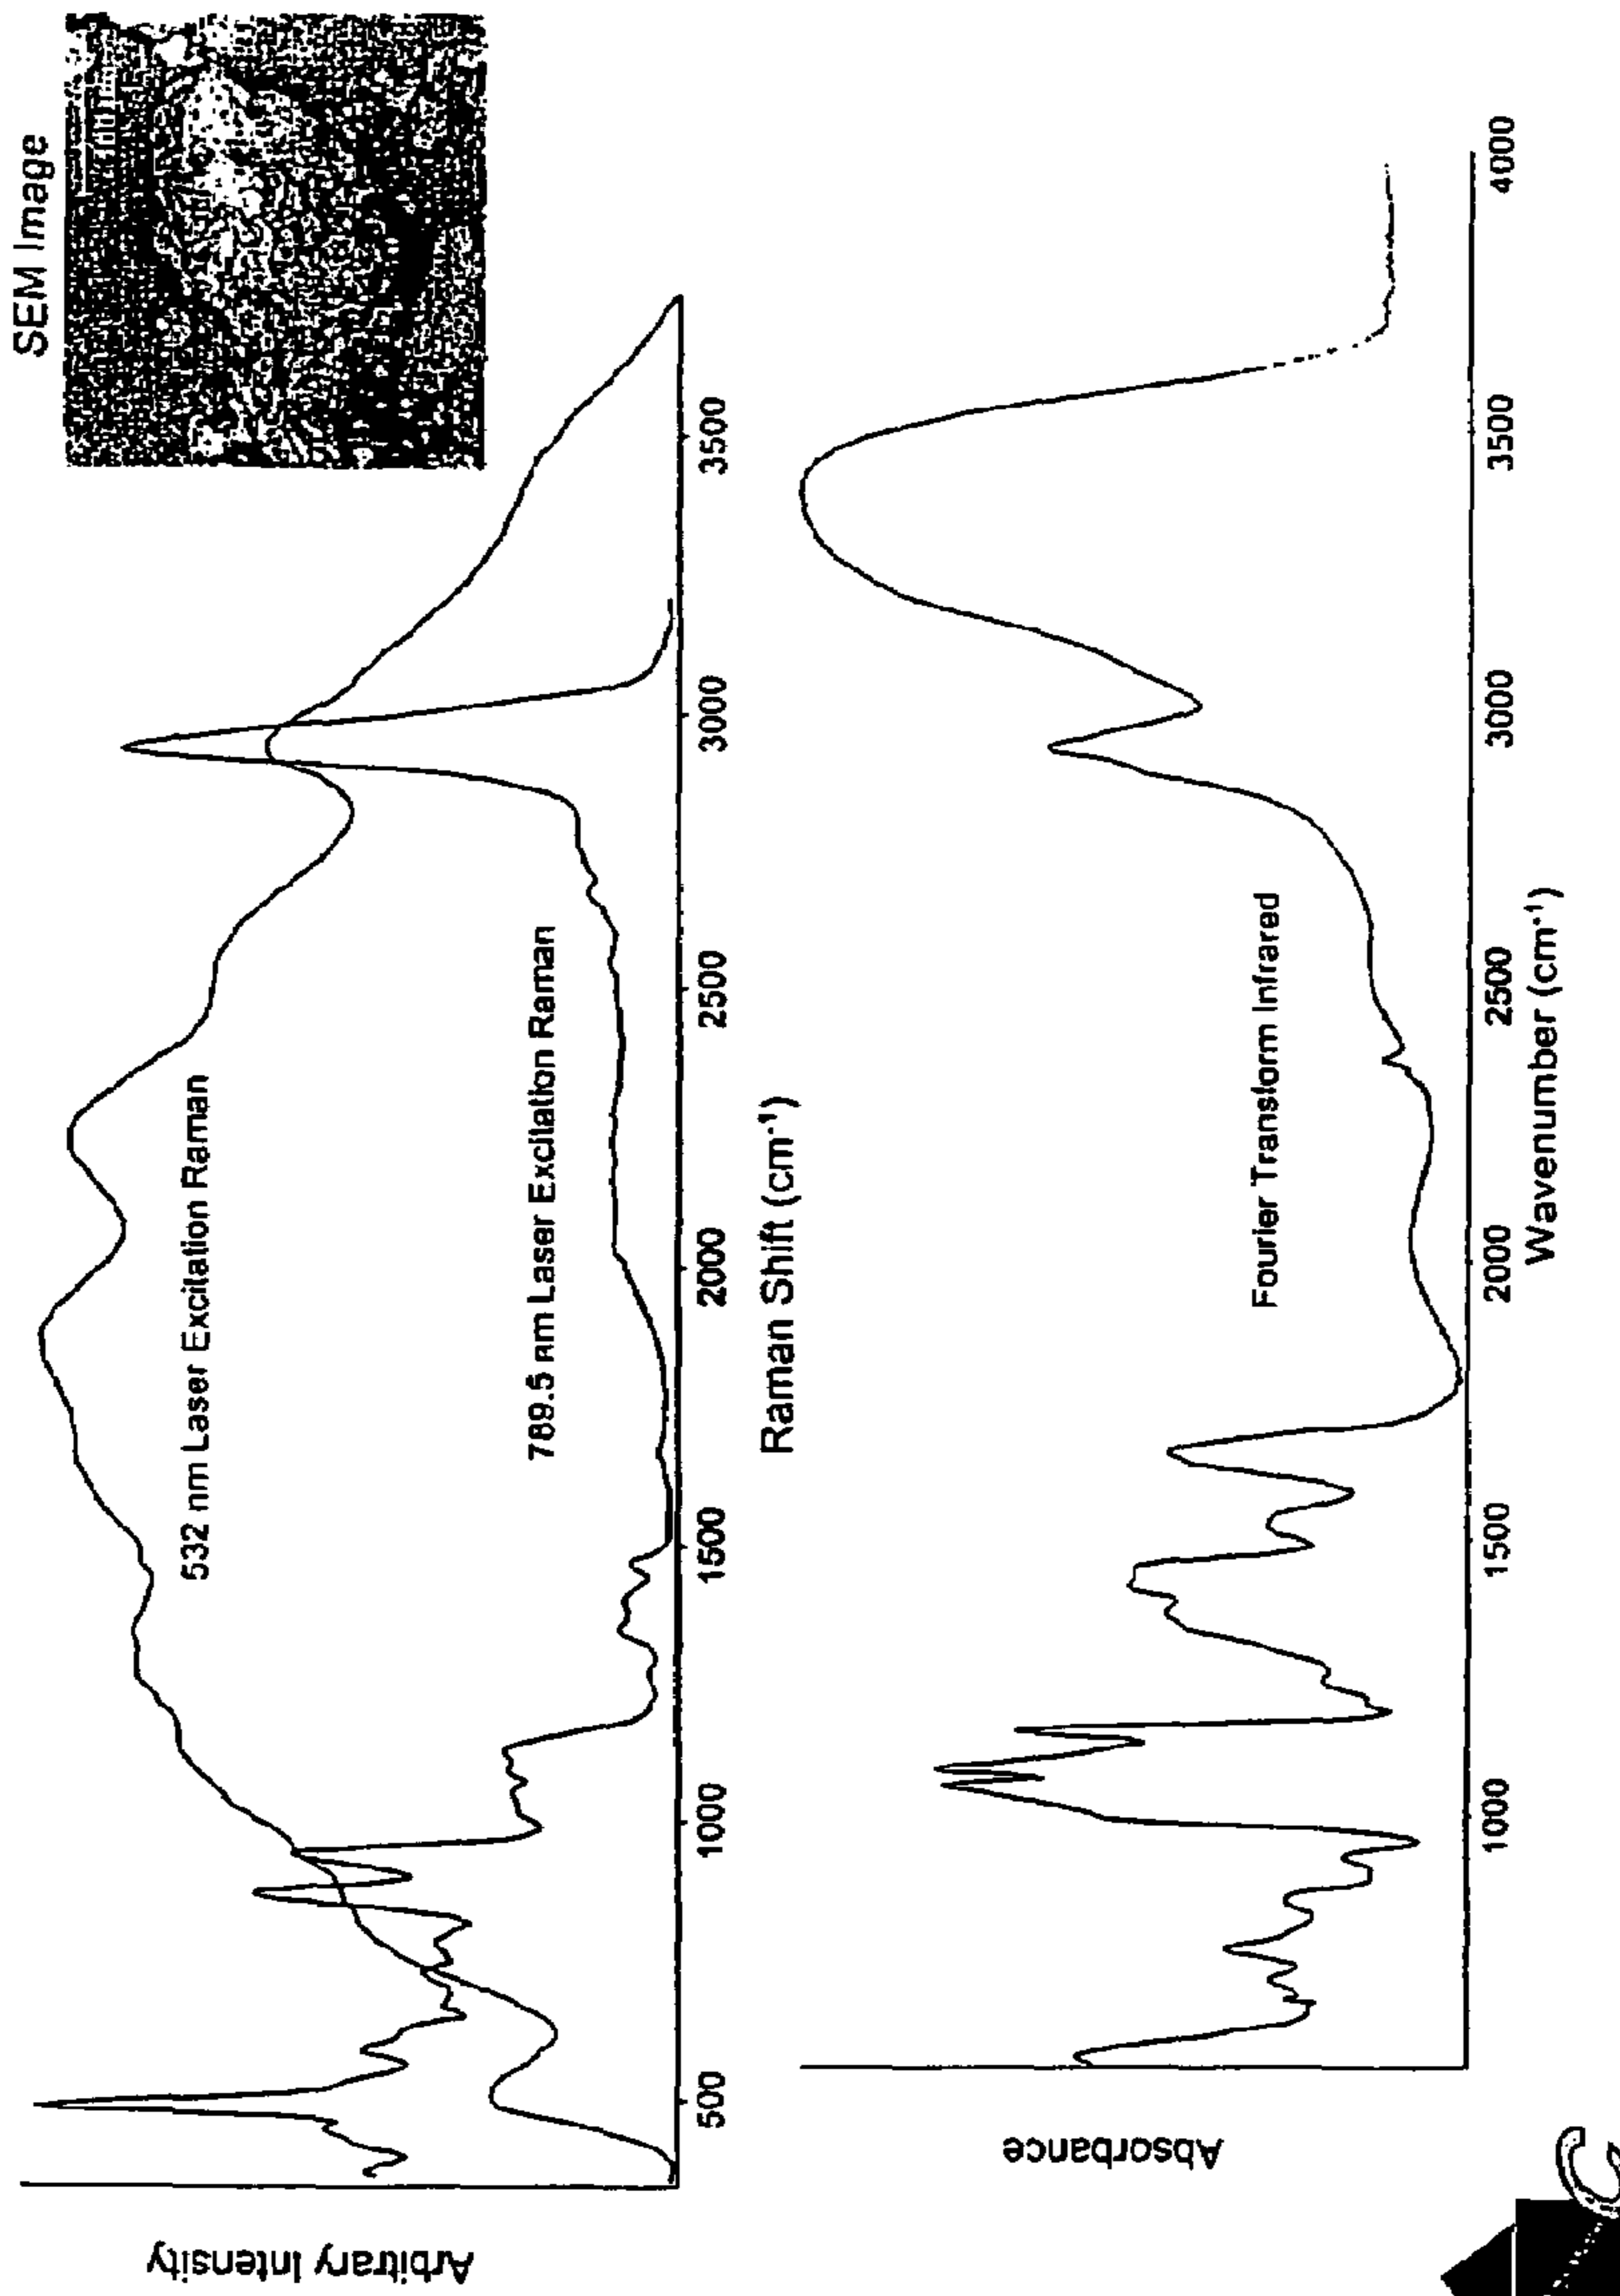 SEM Image
Arbitrary Intensity
532 nm Laser Excitation Raman
789.5 nm Laser Excitation Raman
500 1000 1500 2000 2500 3000 3500
Raman Shift (cm⁻¹)
Absorbance
Fourier Transform Infrared
1000 1500 2000 2500 3000 3500 4000
Wavenumber (cm⁻¹)
C